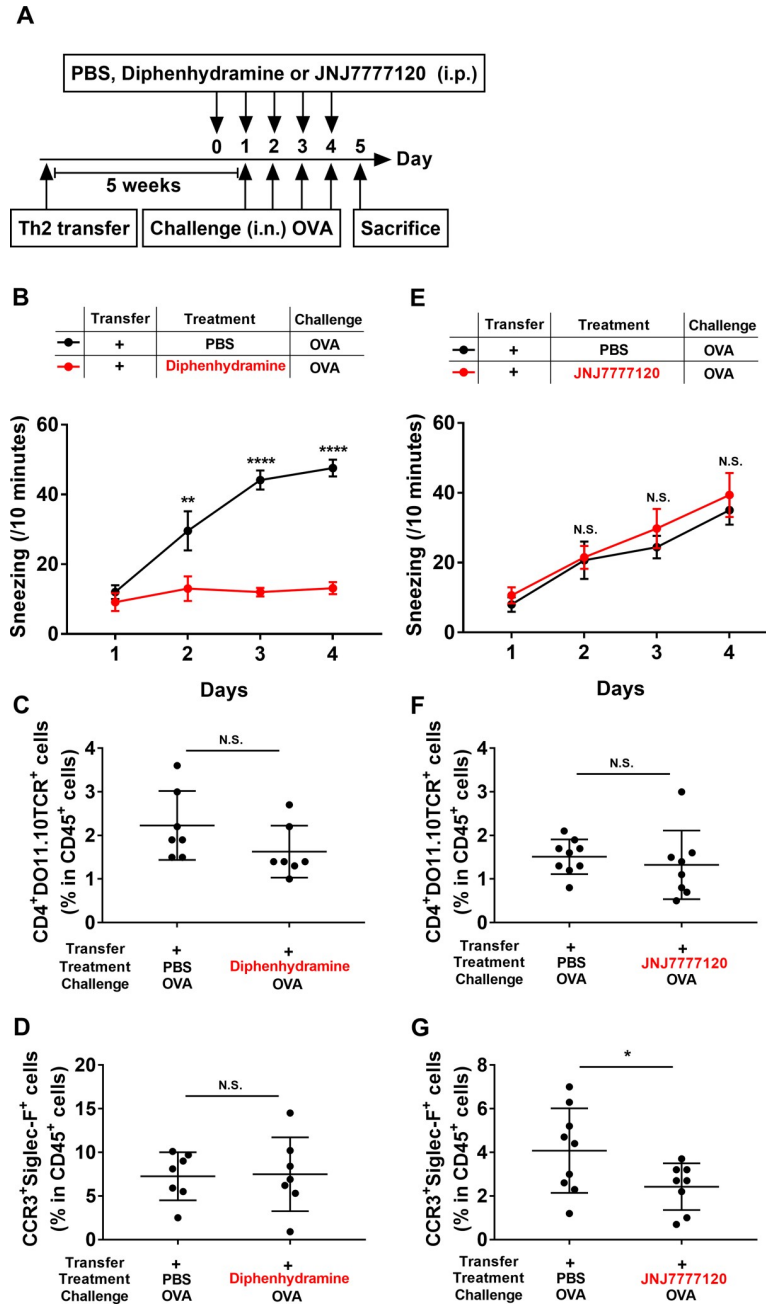 A
PBS, Diphenhydramine or JNJ7777120 (i.p.)
0 1 2 3 4 5 Day
5 weeks
Th2 transfer
Challenge (i.n.) OVA
Sacrifice
B
Transfer Treatment Challenge
+ PBS OVA
+ Diphenhydramine OVA
Sneezing (/10 minutes)
60
40
20
0
** **** ****
1 2 3 4
Days
E
Transfer Treatment Challenge
+ PBS OVA
+ JNJ7777120 OVA
Sneezing (/10 minutes)
60
40
20
0
N.S. N.S. N.S.
1 2 3 4
Days
C
CD4+DO11.10TCR+ cells
(% in CD45+ cells)
4
3
2
1
0
N.S.
Transfer + +
Treatment PBS Diphenhydramine
Challenge OVA OVA
F
CD4+DO11.10TCR+ cells
(% in CD45+ cells)
4
3
2
1
0
N.S.
Transfer + +
Treatment PBS JNJ7777120
Challenge OVA OVA
D
CCR3+Siglec-F+ cells
(% in CD45+ cells)
20
15
10
5
0
N.S.
Transfer + +
Treatment PBS Diphenhydramine
Challenge OVA OVA
G
CCR3+Siglec-F+ cells
(% in CD45+ cells)
8
6
4
2
0
*
Transfer + +
Treatment PBS JNJ7777120
Challenge OVA OVA